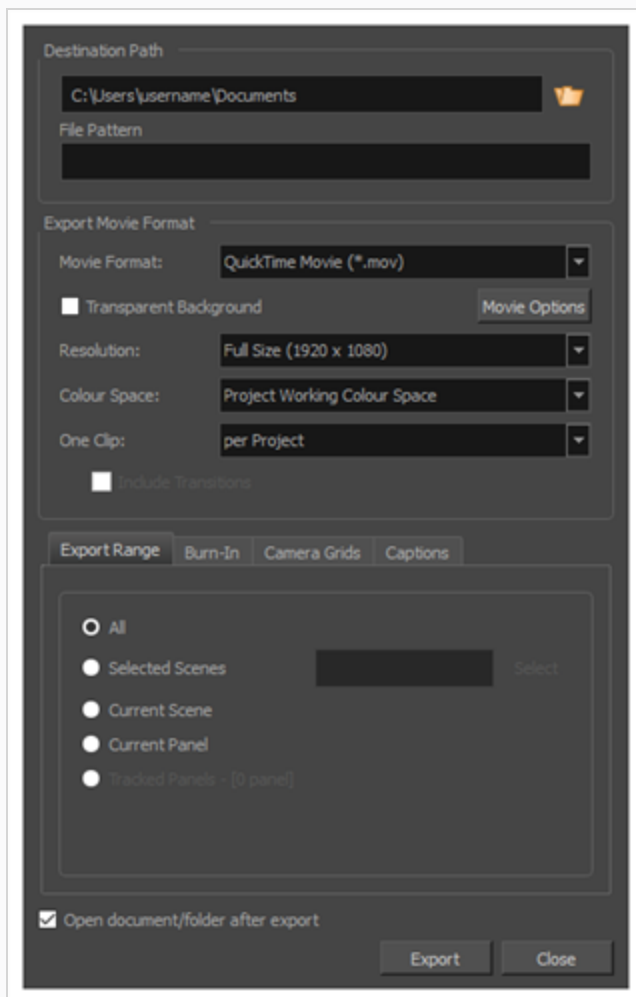 Destination Path
C:\Users\username\Documents
File Pattern
Export Movie Format
Movie Format: QuickTime Movie (*.mov)
Transparent Background Movie Options
Resolution: Full Size (1920 x 1080)
Colour Space: Project Working Colour Space
One Clip: per Project
Include Transitions
Export Range Burn-In Camera Grids Captions
All
Selected Scenes Select
Current Scene
Current Panel
Tracked Panels - [0 panel]
Open document/folder after export
Export Close